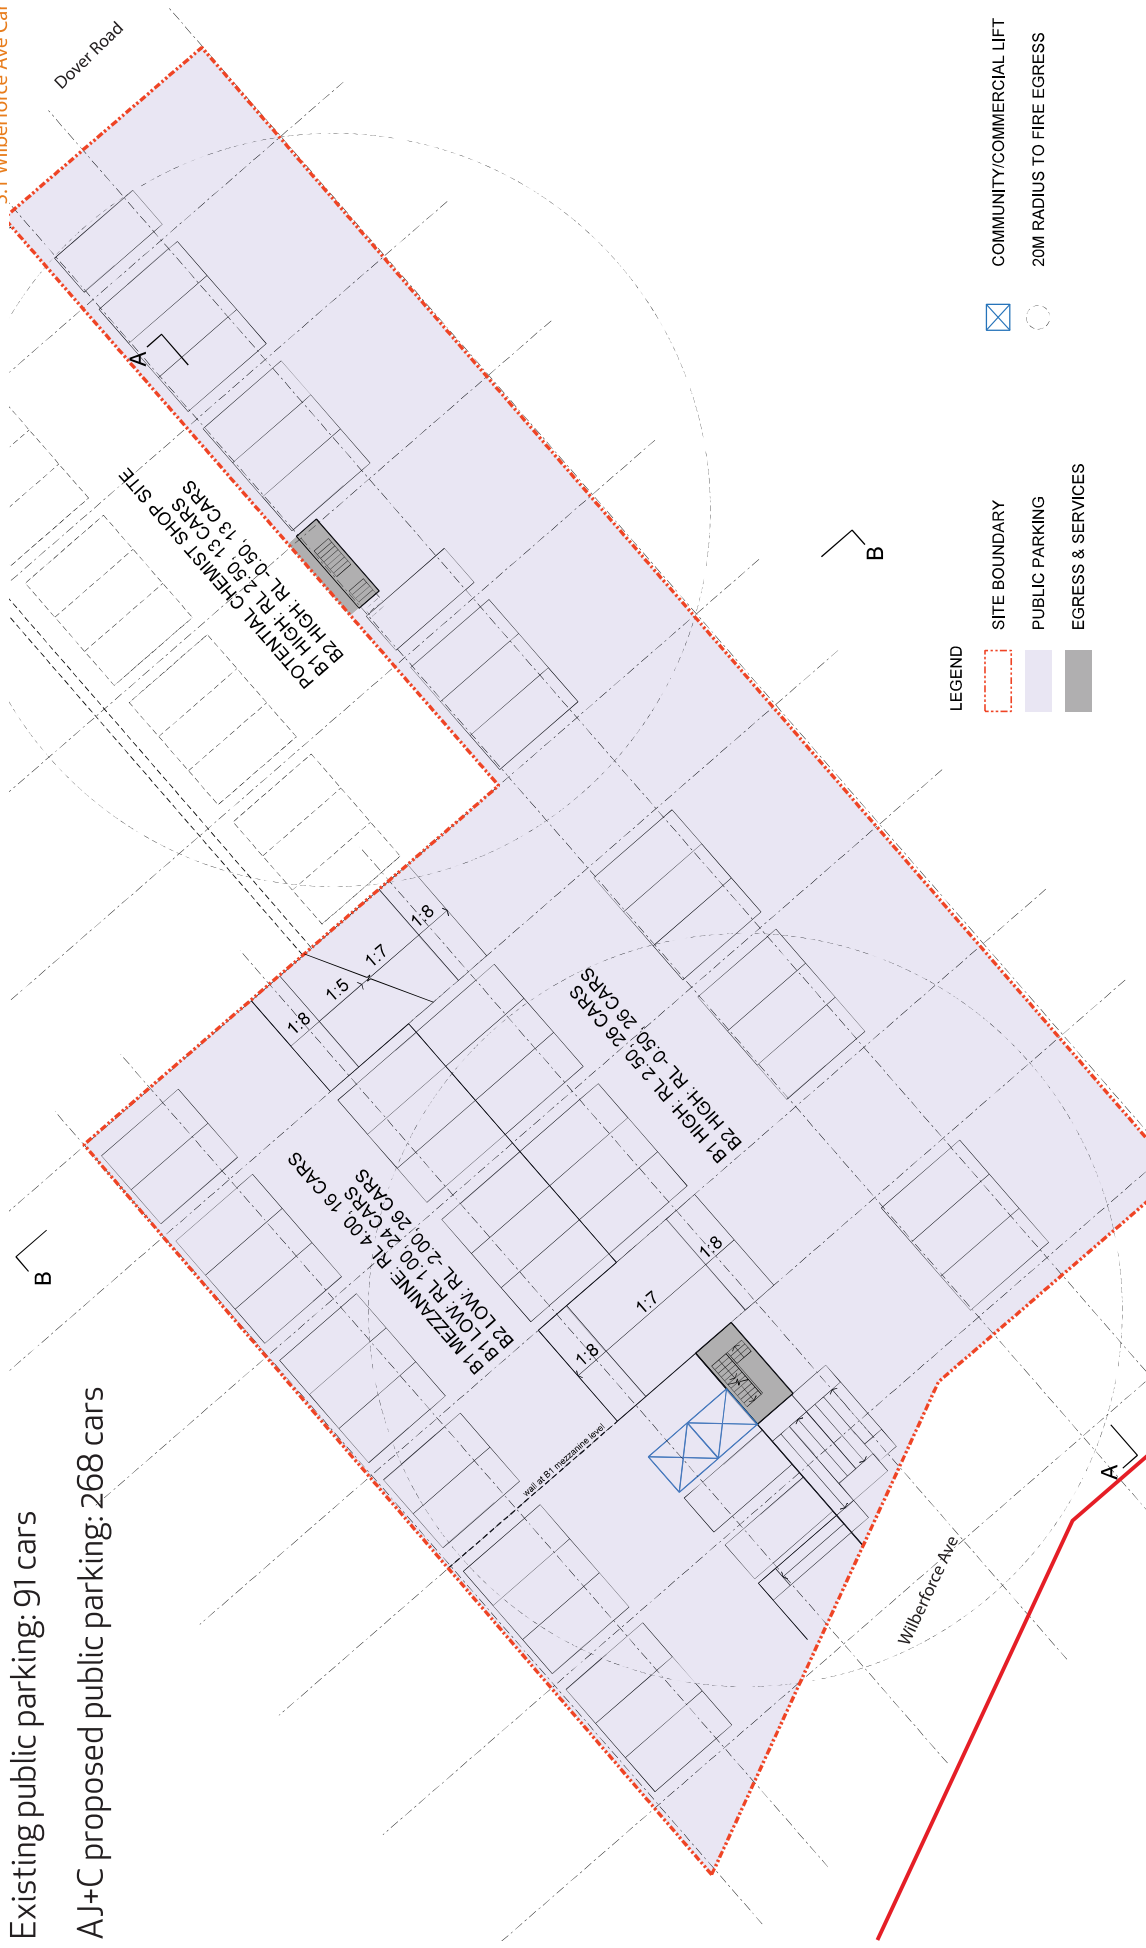 Existing public parking: 91 cars
AJ+C proposed public parking: 268 cars
3.1 Wilberforce Ave Car
Dover Road
A
POTENTIAL CHEMIST SHOP SITE
B1 HIGH: RL 2.50, 13 CARS
B2 HIGH: RL -0.50, 13 CARS
B
B1 MEZZANINE: RL 4.00, 16 CARS
B1 LOW: RL 1.00, 24 CARS
B2 LOW: RL -2.00, 26 CARS
1:8
1:5
1:7
1:8
B1 HIGH: RL 2.50, 26 CARS
B2 HIGH: RL -0.50, 26 CARS
1:8
1:7
1:8
wall at B1 mezzanine level
B
A
Wilberforce Ave
LEGEND
SITE BOUNDARY
PUBLIC PARKING
EGRESS & SERVICES
COMMUNITY/COMMERCIAL LIFT
20M RADIUS TO FIRE EGRESS